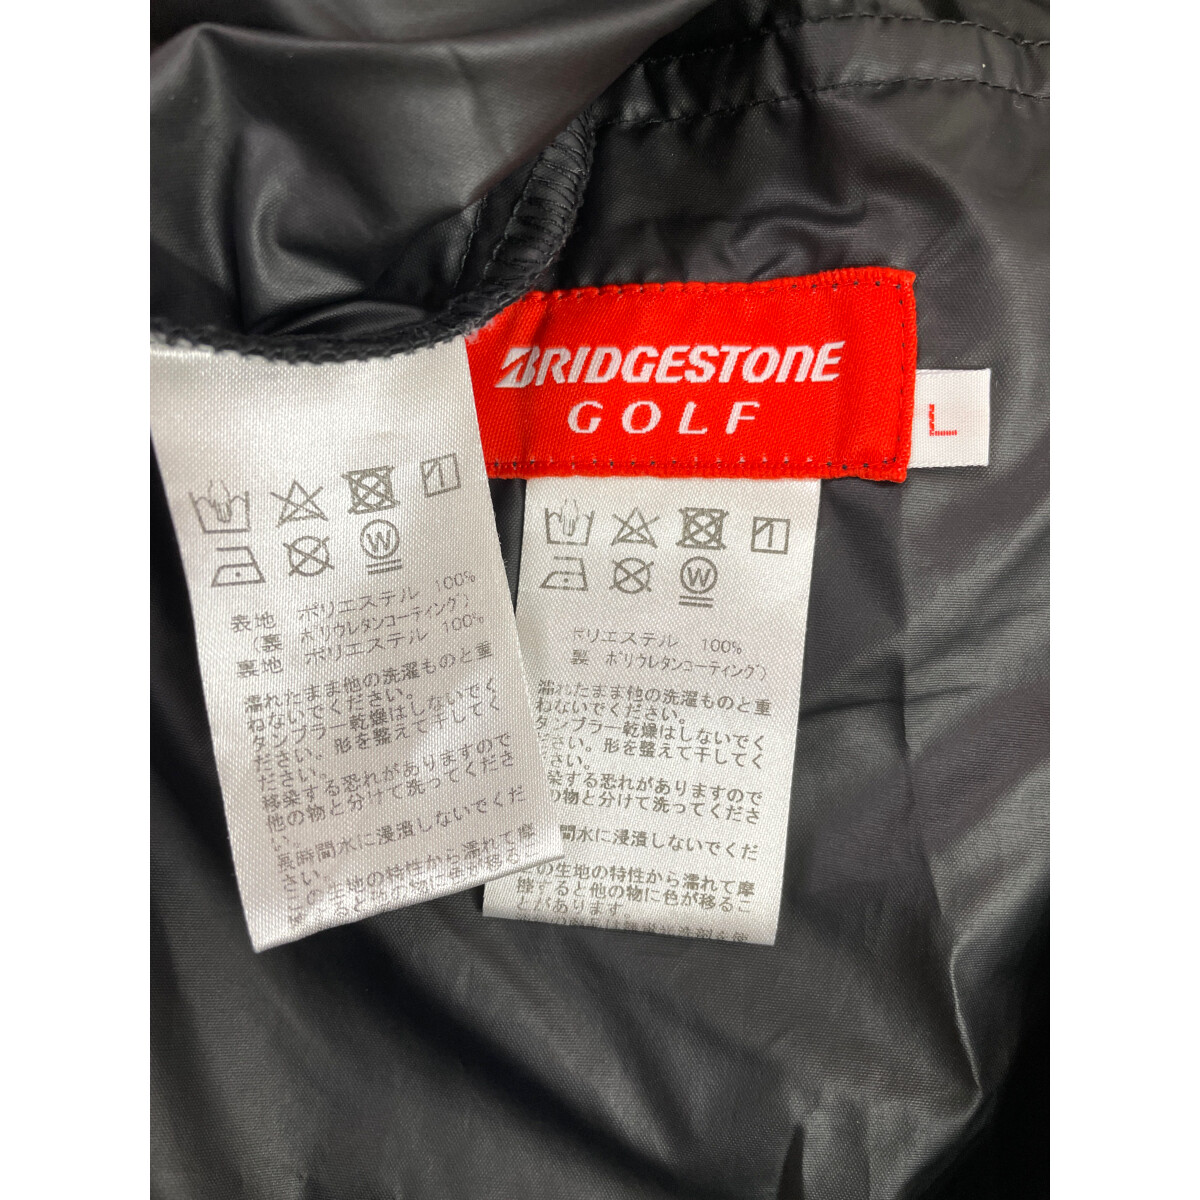 BRIDGESTONE
GOLF
L
W
表地 ポリエステル 100%
(裏 ポリウレタンコーティング)
裏地 ポリエステル 100%
濡れたまま他の洗濯ものと重
ねないでください。
タンブラー乾燥はしないでく
ださい。形を整えて干してく
ださい。
移染する恐れがありますので
他の物と分けて洗ってくださ
い。
長時間水に浸漬しないでくだ
さい。
この生地の特性から濡れて摩
擦すると他の物に色が移るこ
W
ポリエステル 100%
裏 ポリウレタンコーティング)
濡れたまま他の洗濯ものと重
ねないでください。
タンブラー乾燥はしないでく
ださい。形を整えて干してく
ださい。
移染する恐れがありますので
の物と分けて洗ってくださ
間水に浸漬しないでくだ
この生地の特性から濡れて摩
擦すると他の物に色が移るこ
とがあります